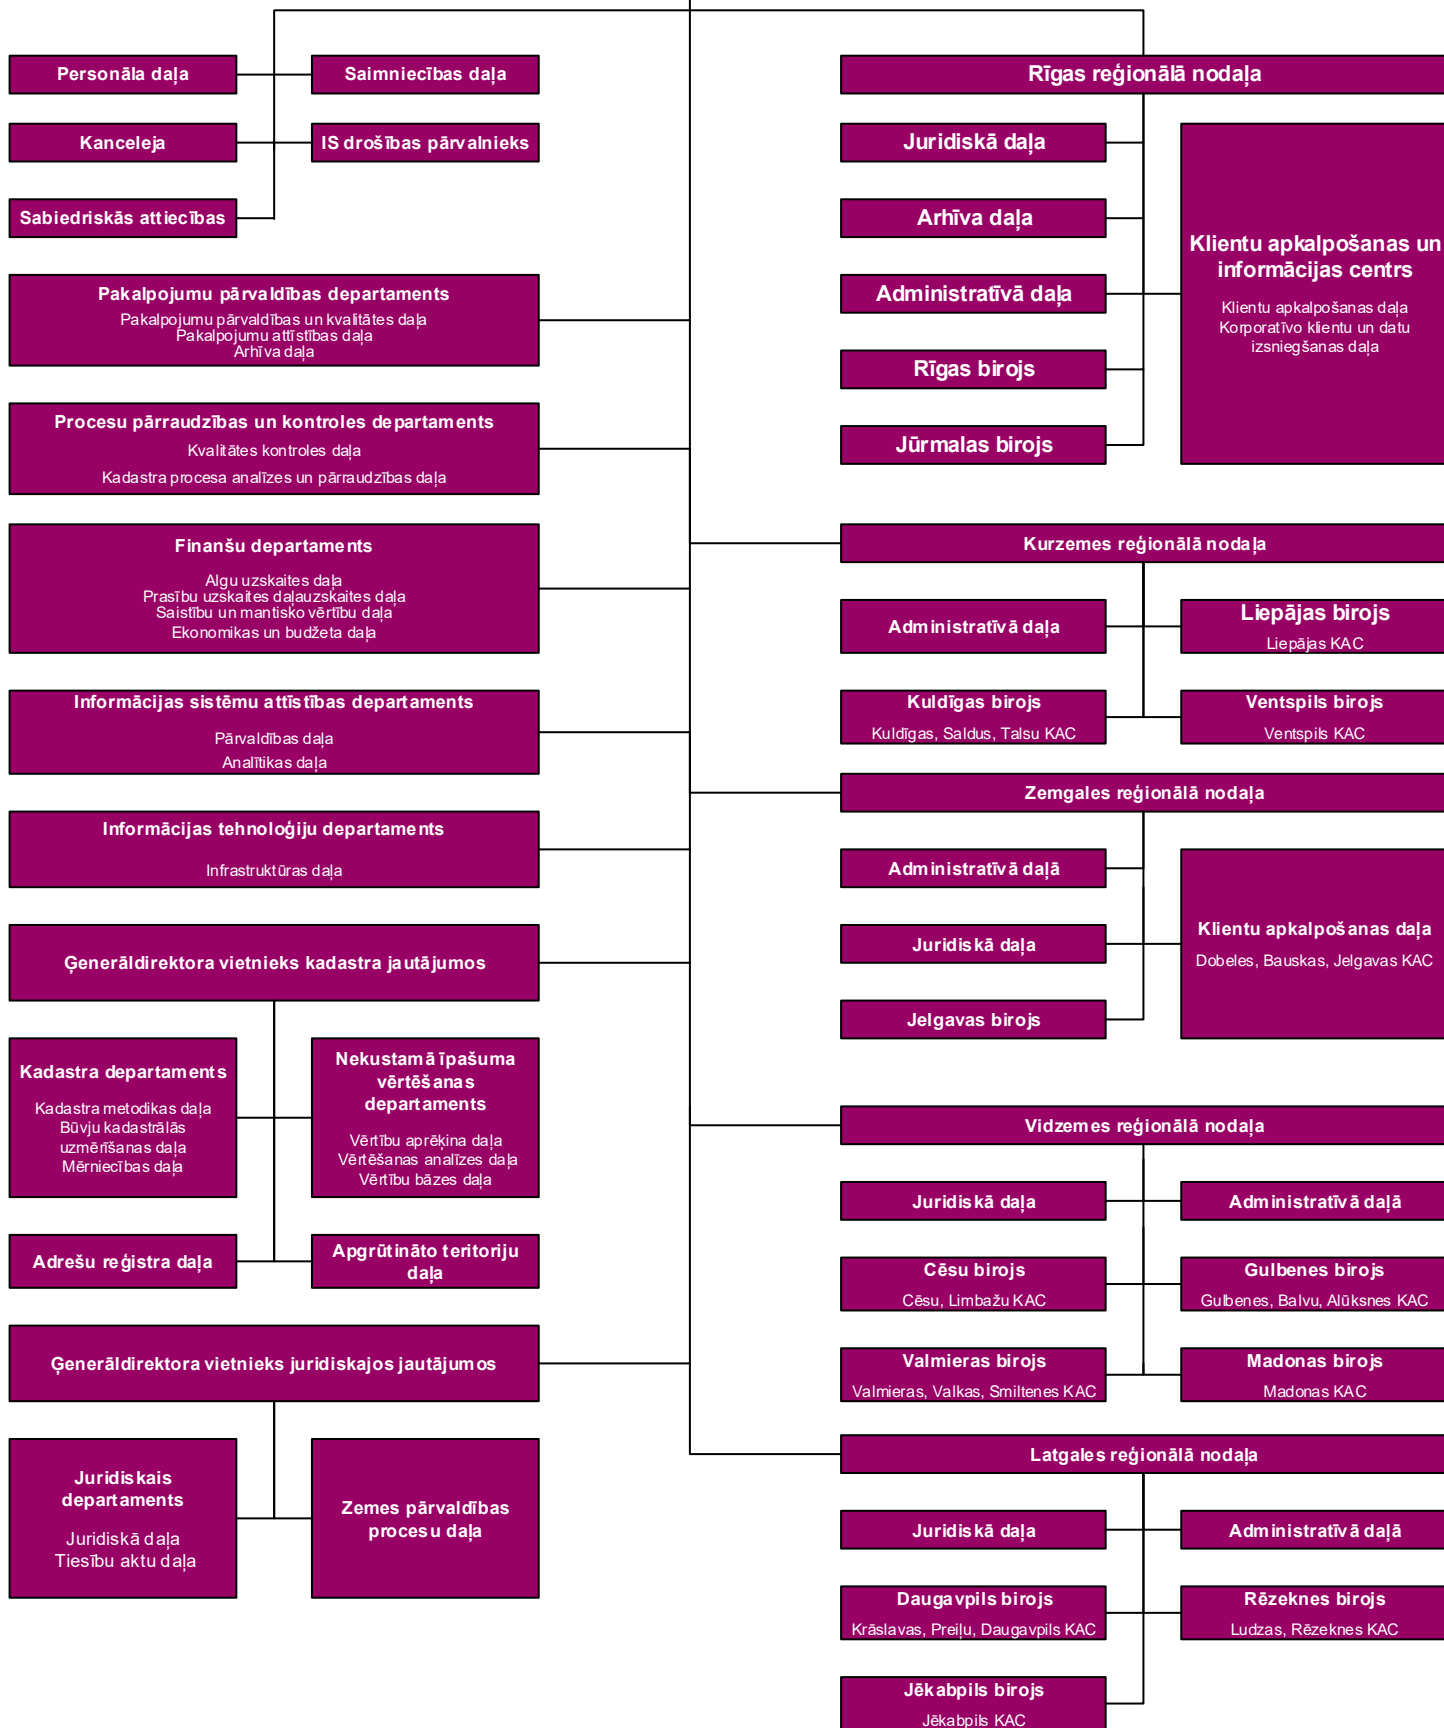 Personāla daļa
Saimniecības daļa
Kanceleja
IS drošības pārvalnieks
Sabiedriskās attiecības
Pakalpojumu pārvaldības departaments
Pakalpojumu pārvaldības un kvalitātes daļa
Pakalpojumu attīstības daļa
Arhīva daļa
Procesu pārraudzības un kontroles departaments
Kvalitātes kontroles daļa
Kadastra procesa analīzes un pārraudzības daļa
Finanšu departaments
Algu uzskaites daļa
Prasību uzskaites daļauzskaites daļa
Saistību un mantisko vērtību daļa
Ekonomikas un budžeta daļa
Informācijas sistēmu attīstības departaments
Pārvaldības daļa
Analītikas daļa
Informācijas tehnoloģiju departaments
Infrastruktūras daļa
Ģenerāldirektora vietnieks kadastra jautājumos
Kadastra departaments
Kadastra metodikas daļa
Būvju kadastrālās
uzmērīšanas daļa
Mērniecības daļa
Nekustamā īpašuma
vērtēšanas
departaments
Vērtību aprēķina daļa
Vērtēšanas analīzes daļa
Vērtību bāzes daļa
Adrešu reģistra daļa
Apgrūtināto teritoriju
daļa
Ģenerāldirektora vietnieks juridiskajos jautājumos
Juridiskais
departaments
Juridiskā daļa
Tiesību aktu daļa
Zemes pārvaldības
procesu daļa
Rīgas reģionālā nodaļa
Juridiskā daļa
Arhīva daļa
Administratīvā daļa
Rīgas birojs
Jūrmalas birojs
Klientu apkalpošanas un
informācijas centrs
Klientu apkalpošanas daļa
Korporatīvo klientu un datu
izsniegšanas daļa
Kurzemes reģionālā nodaļa
Administratīvā daļa
Liepājas birojs
Liepājas KAC
Kuldīgas birojs
Kuldīgas, Saldus, Talsu KAC
Ventspils birojs
Ventspils KAC
Zemgales reģionālā nodaļa
Administratīvā daļā
Juridiskā daļa
Jelgavas birojs
Klientu apkalpošanas daļa
Dobeles, Bauskas, Jelgavas KAC
Vidzemes reģionālā nodaļa
Juridiskā daļa
Administratīvā daļā
Cēsu birojs
Cēsu, Limbažu KAC
Gulbenes birojs
Gulbenes, Balvu, Alūksnes KAC
Valmieras birojs
Valmieras, Valkas, Smiltenes KAC
Madonas birojs
Madonas KAC
Latgales reģionālā nodaļa
Juridiskā daļa
Administratīvā daļā
Daugavpils birojs
Krāslavas, Preiļu, Daugavpils KAC
Rēzeknes birojs
Ludzas, Rēzeknes KAC
Jēkabpils birojs
Jēkabpils KAC